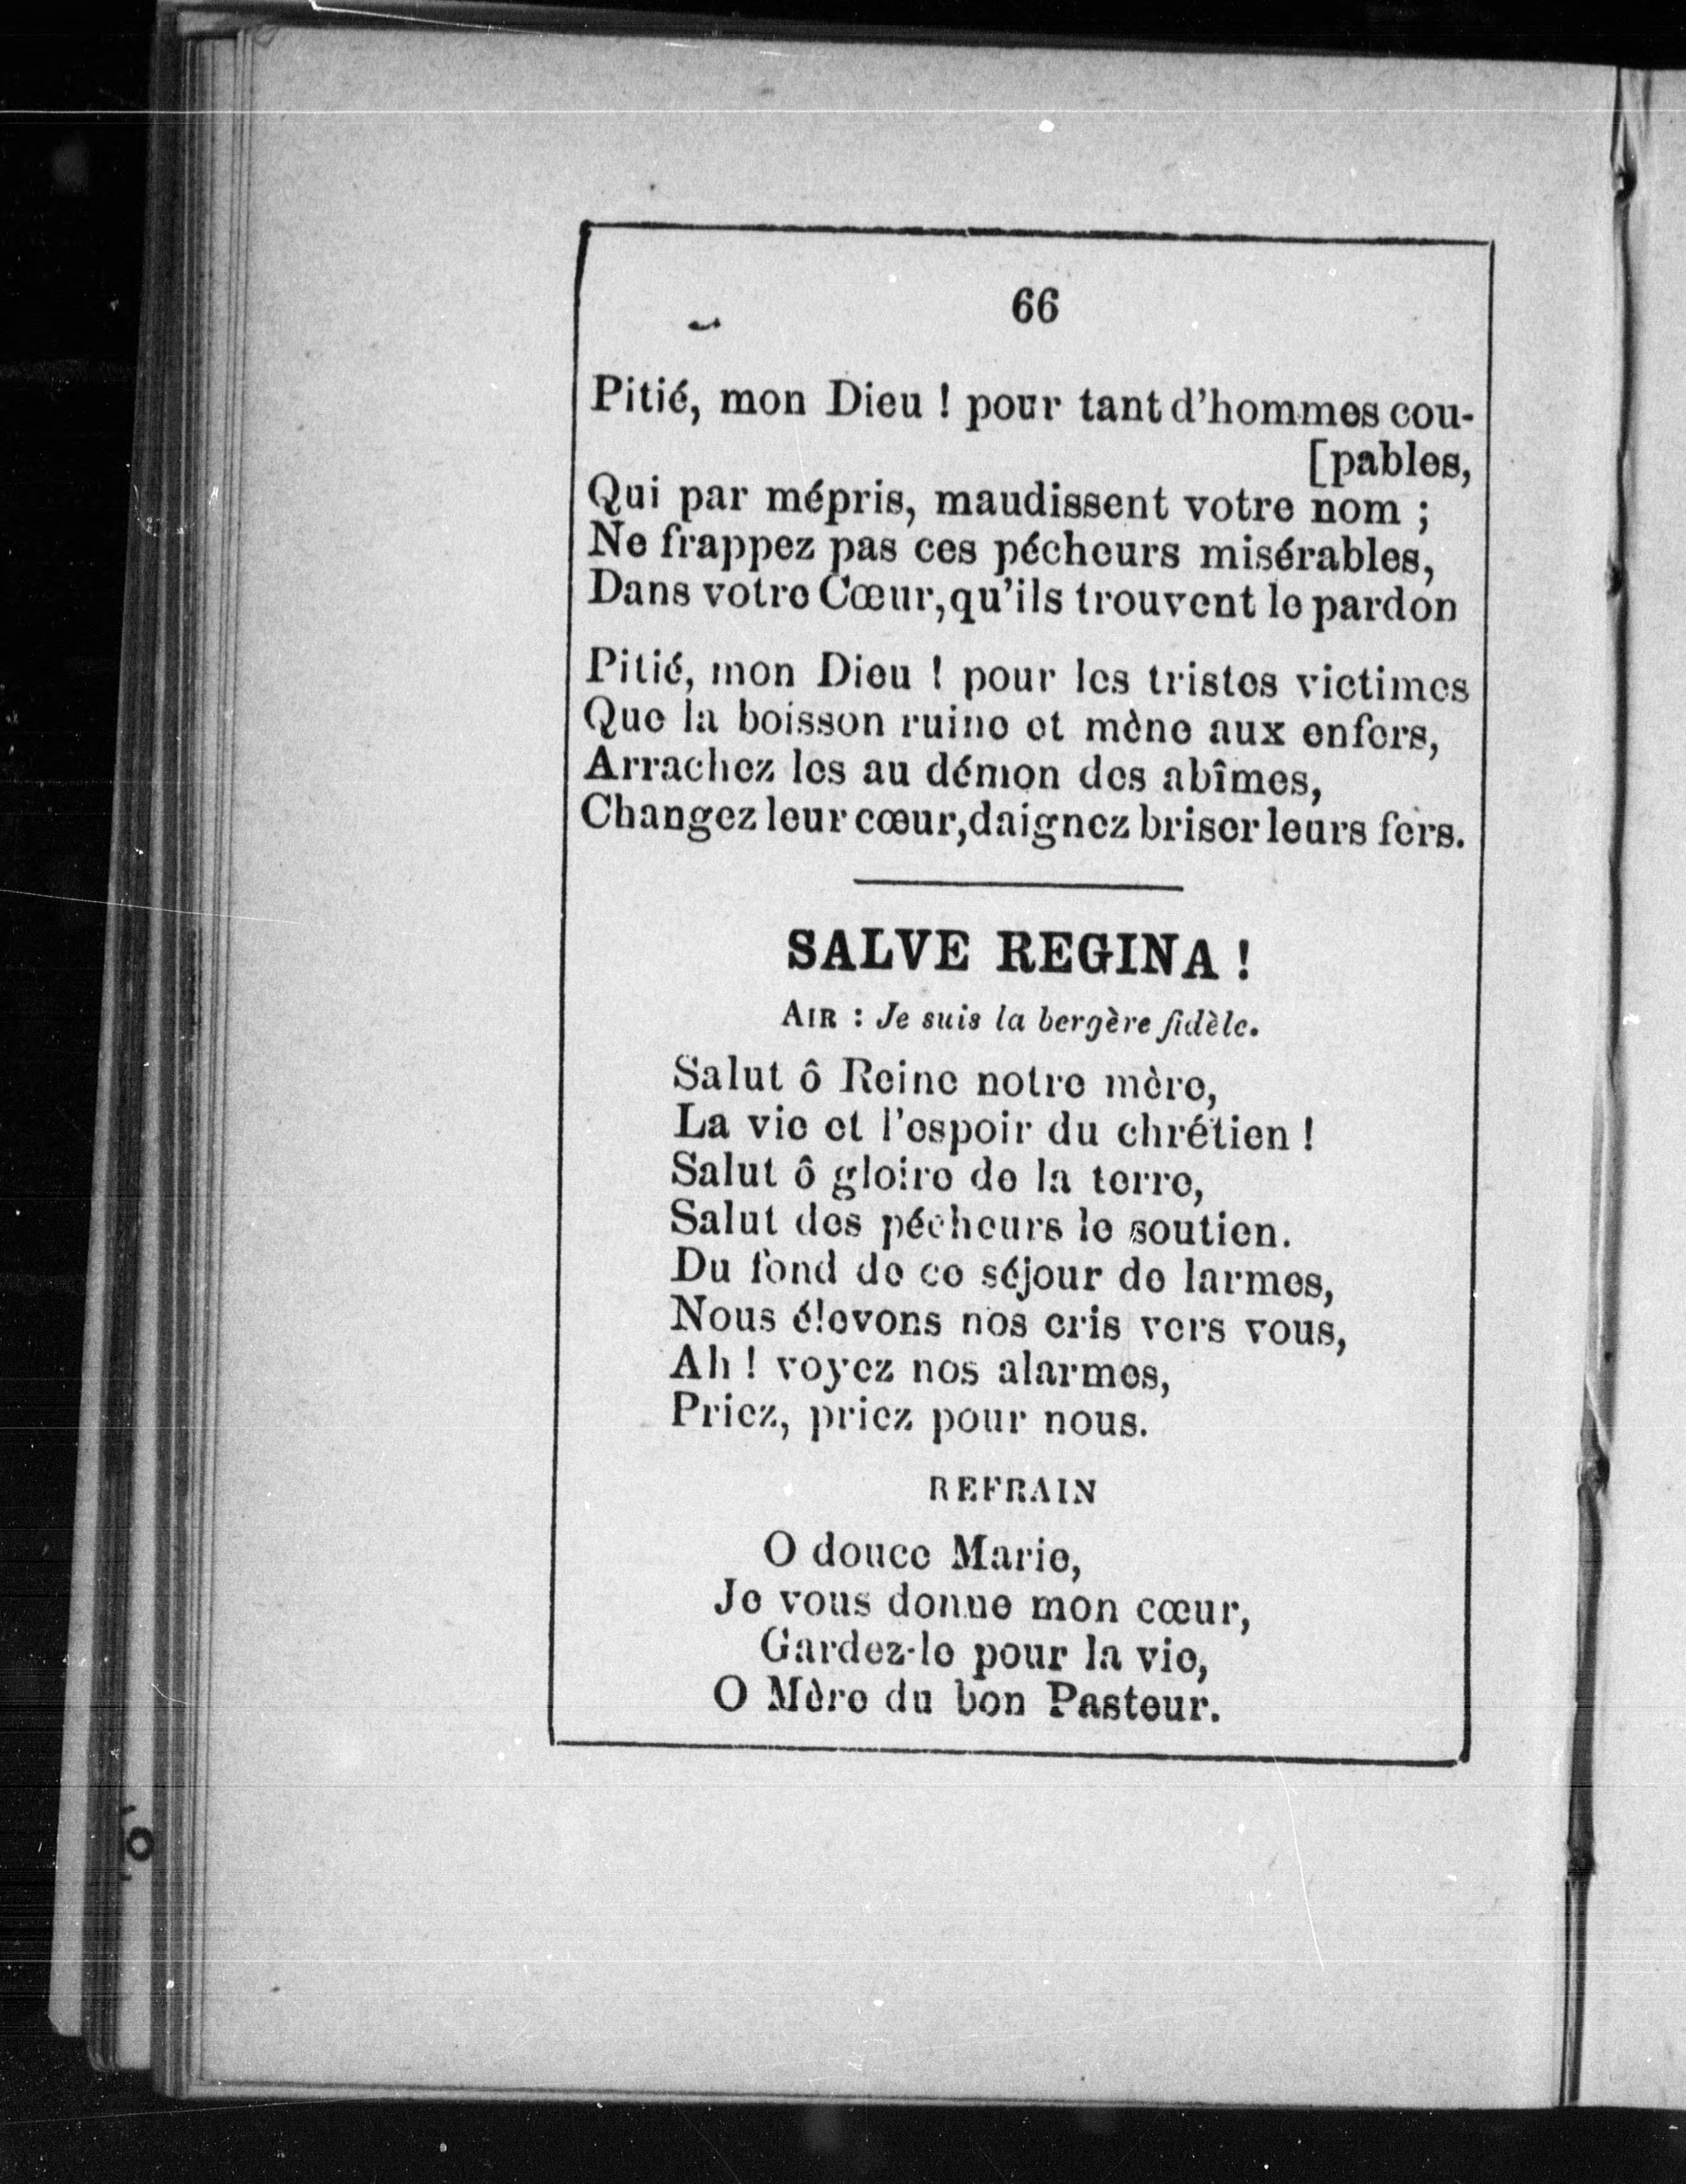 66
Pitié, mon Dieu ! pour tant d'hommes cou-
[pables,
Qui par mépris, maudissent votre nom ;
Ne frappez pas ces pécheurs misérables,
Dans votre Cœur, qu'ils trouvent le pardon
Pitié, mon Dieu ! pour les tristes victimes
Que la boisson ruine et mène aux enfers,
Arrachez les au démon des abîmes,
Changez leur cœur, daignez briser leurs fers.
SALVE REGINA !
AIR : Je suis la bergère fidèle.
Salut ô Reine notre mère,
La vie et l'espoir du chrétien !
Salut ô gloire de la terre,
Salut des pécheurs le soutien.
Du fond de ce séjour de larmes,
Nous élevons nos cris vers vous,
Ah ! voyez nos alarmes,
Priez, priez pour nous.
REFRAIN
O douce Marie,
Je vous donne mon cœur,
Gardez-le pour la vie,
O Mère du bon Pasteur.